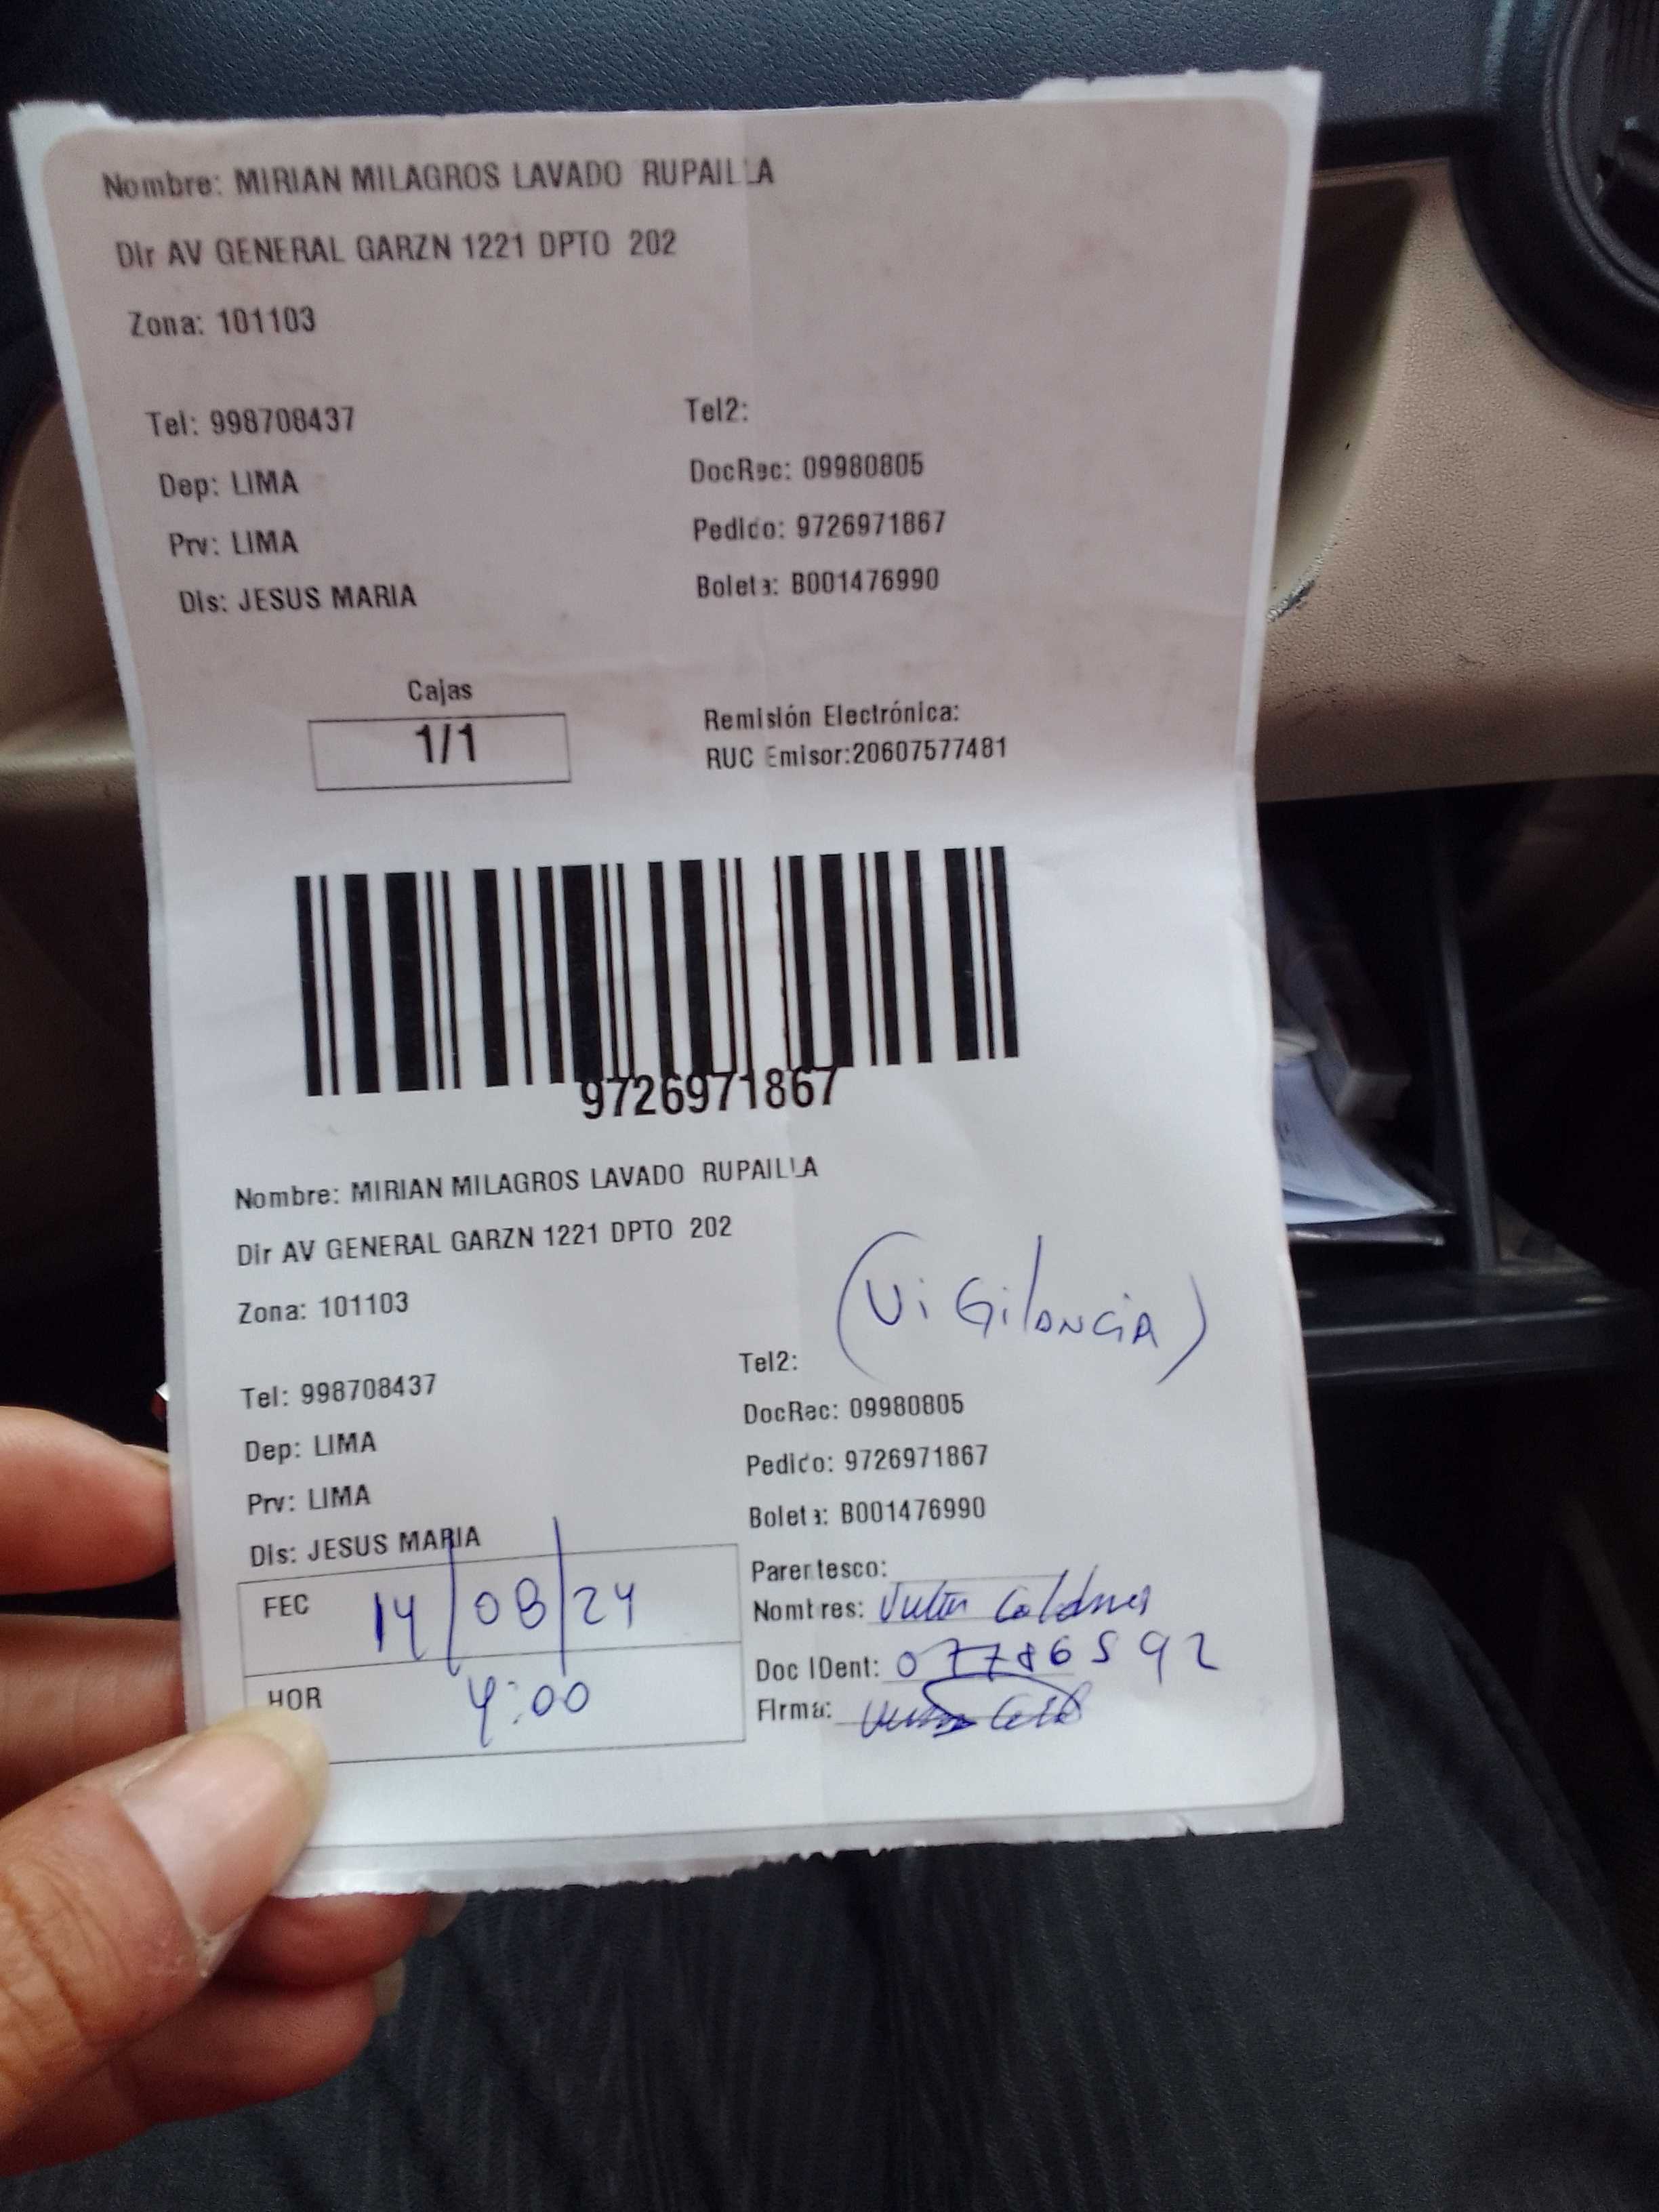 Nombre: MIRIAN MILAGROS LAVADO RUPAILLA
Dir AV GENERAL GARZN 1221 DPTO 202
Zona: 101103
Tel: 998708437
Tel2:
Dep: LIMA
DocRec: 09980805
Prv: LIMA
Pedido: 9726971867
Dis: JESUS MARIA
Boleta: B001476990
Cajas
1/1
Remisión Electrónica:
RUC Emisor:20607577481
9726971867
Nombre: MIRIAN MILAGROS LAVADO RUPAILLA
Dir AV GENERAL GARZN 1221 DPTO 202
Zona: 101103
(ViGilancia)
Tel: 998708437
Tel2:
Dep: LIMA
DocRec: 09980805
Prv: LIMA
Pedido: 9726971867
Dis: JESUS MARIA
Boleta: B001476990
Parentesco:
FEC 14/08/24
Nombres:
Doc IDent: 07786592
HOR 4:00
Firma: